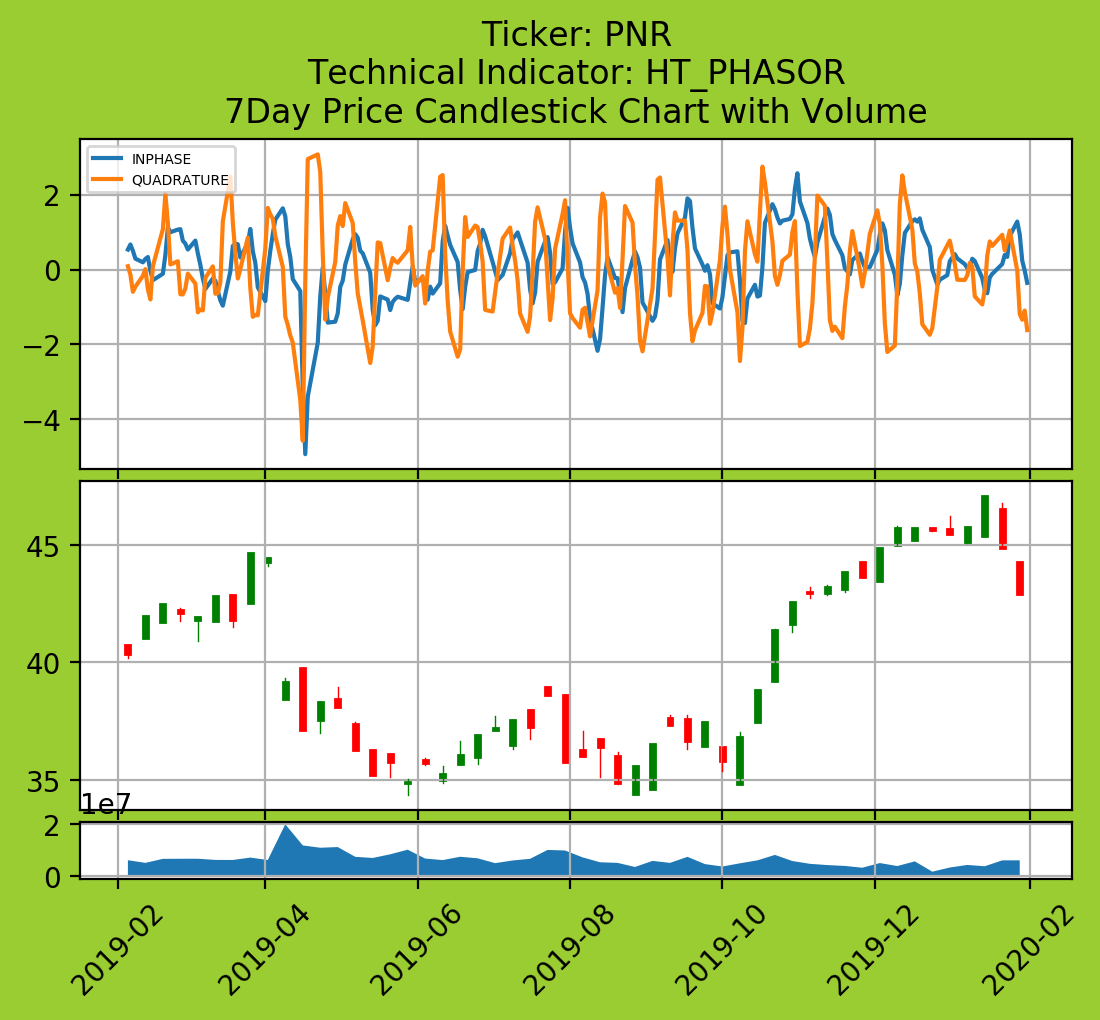 Ticker: PNR
Technical Indicator: HT_PHASOR
7Day Price Candlestick Chart with Volume
INPHASE
QUADRATURE
2
0
−2
−4
45
40
35
1e7
2
0
2019-02
2019-04
2019-06
2019-08
2019-10
2019-12
2020-02